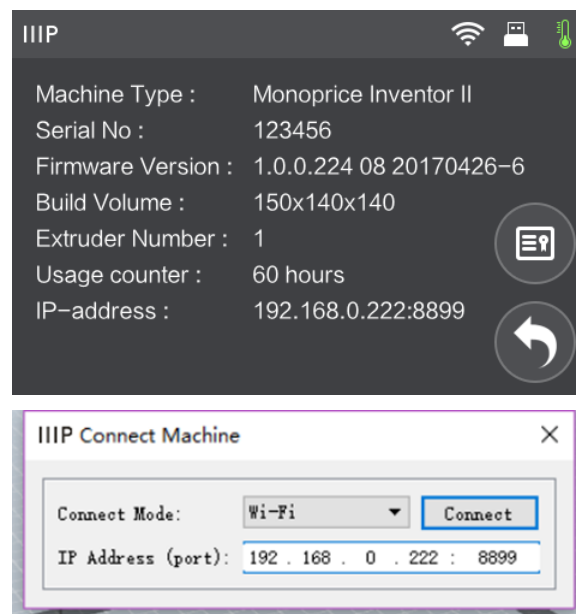 IIIP
Machine Type : Monoprice Inventor II
Serial No : 123456
Firmware Version : 1.0.0.224 08 20170426-6
Build Volume : 150x140x140
Extruder Number : 1
Usage counter : 60 hours
IP-address : 192.168.0.222:8899
IIIP Connect Machine
Connect Mode: Wi-Fi Connect
IP Address (port): 192 . 168 . 0 . 222 : 8899